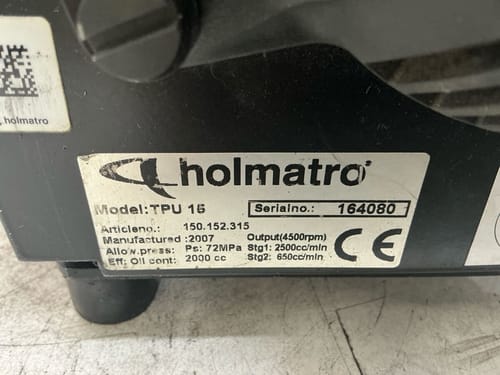 holmatro
holmatro
Model: TPU 15
Serialno.: 164080
Articleno.: 150.152.315
Manufactured :2007
Output(4500rpm)
Allow.press: Ps: 72MPa
Stg1: 2500cc/min
Eff. Oil cont: 2000 cc
Stg2: 650cc/min
CE